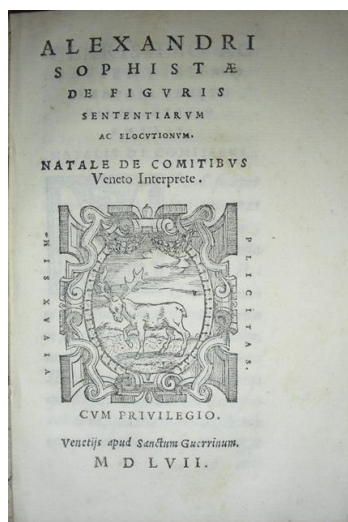 ALEXANDRI
SOPHISTÆ
DE FIGVRIS
SENTENTIARVM
AC ELOCVTIONVM.
NATALE DE COMITIBVS
Veneto Interprete.
VIVAX SIM=
PLICITAS.
CVM PRIVILEGIO.
Venetijs apud Sanctum Guerrinum.
M D LVII.